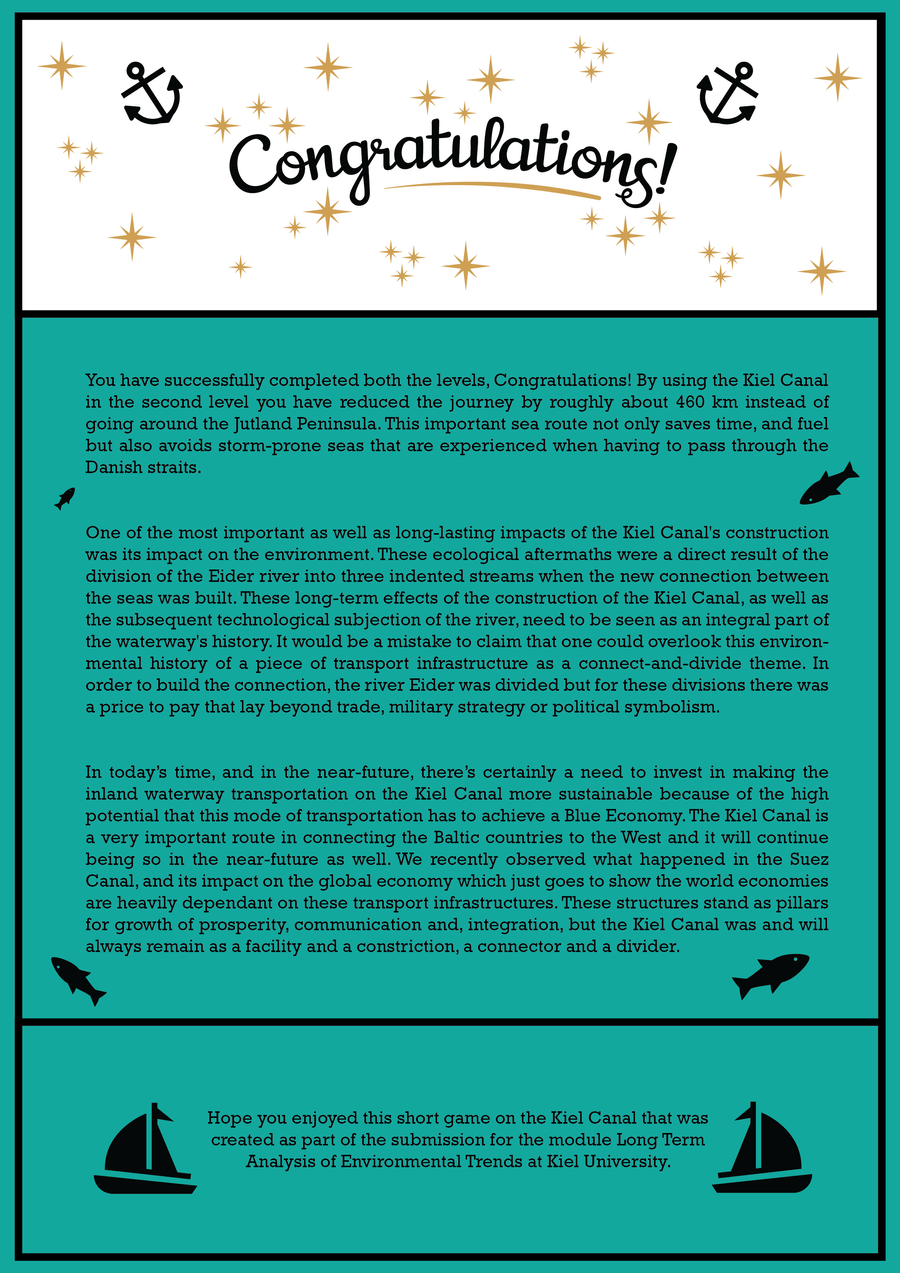 Congratulations!
You have successfully completed both the levels, Congratulations! By using the Kiel Canal
in the second level you have reduced the journey by roughly about 460 km instead of
going around the Jutland Peninsula. This important sea route not only saves time, and fuel
but also avoids storm-prone seas that are experienced when having to pass through the
Danish straits.
One of the most important as well as long-lasting impacts of the Kiel Canal's construction
was its impact on the environment. These ecological aftermaths were a direct result of the
division of the Eider river into three indented streams when the new connection between
the seas was built. These long-term effects of the construction of the Kiel Canal, as well as
the subsequent technological subjection of the river, need to be seen as an integral part of
the waterway's history. It would be a mistake to claim that one could overlook this environ-
mental history of a piece of transport infrastructure as a connect-and-divide theme. In
order to build the connection, the river Eider was divided but for these divisions there was
a price to pay that lay beyond trade, military strategy or political symbolism.
In today's time, and in the near-future, there's certainly a need to invest in making the
inland waterway transportation on the Kiel Canal more sustainable because of the high
potential that this mode of transportation has to achieve a Blue Economy. The Kiel Canal is
a very important route in connecting the Baltic countries to the West and it will continue
being so in the near-future as well. We recently observed what happened in the Suez
Canal, and its impact on the global economy which just goes to show the world economies
are heavily dependant on these transport infrastructures. These structures stand as pillars
for growth of prosperity, communication and, integration, but the Kiel Canal was and will
always remain as a facility and a constriction, a connector and a divider.
Hope you enjoyed this short game on the Kiel Canal that was
created as part of the submission for the module Long Term
Analysis of Environmental Trends at Kiel University.